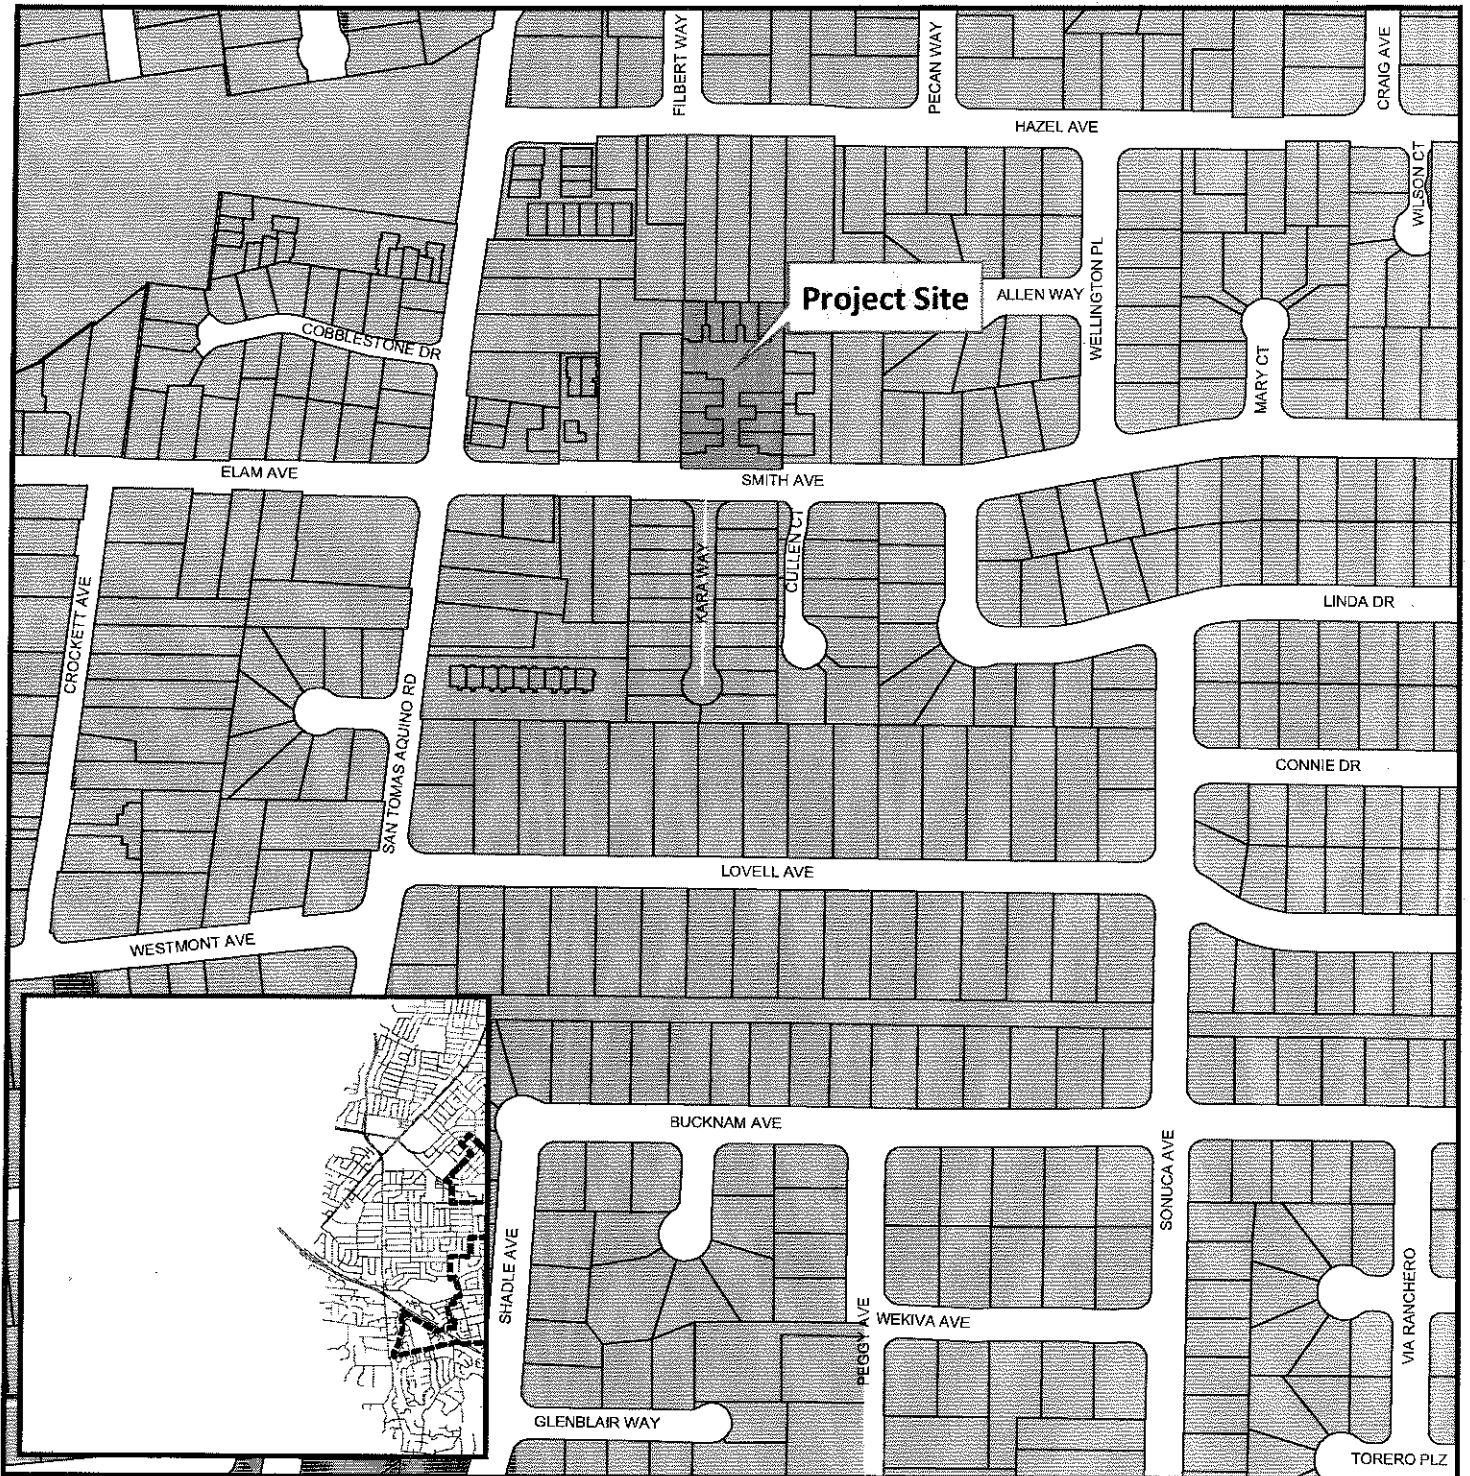 FILBERT WAY
PECAN WAY
CRAIG AVE
HAZEL AVE
WILSON CT
WELLINGTON PL
Project Site
ALLEN WAY
COBBLESTONE DR
MARY CT
ELAM AVE
SMITH AVE
CROCKETT AVE
KARA WAY
CULLEN CT
LINDA DR
SAN TOMAS AQUINO RD
CONNIE DR
LOVELL AVE
WESTMONT AVE
BUCKNAM AVE
SONUCA AVE
SHADLE AVE
PEGGY AVE
WEKIVA AVE
VIA RANCHERO
GLENBLAIR WAY
TORERO PLZ